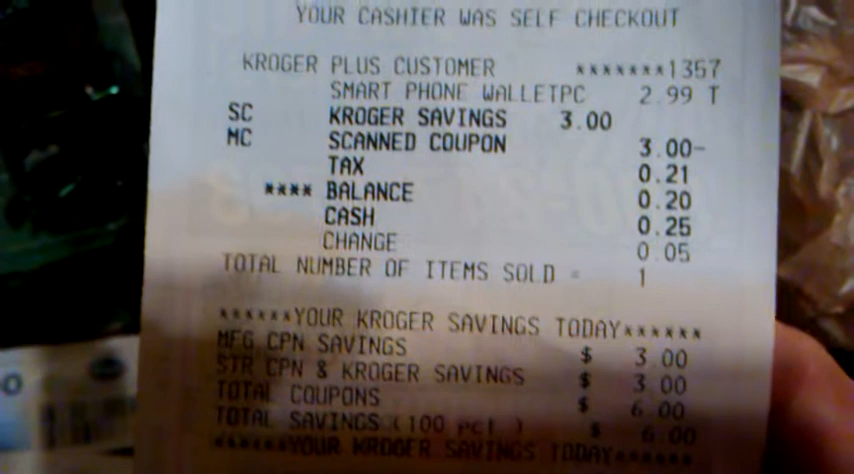 YOUR CASHIER WAS SELF CHECKOUT
KROGER PLUS CUSTOMER *******1357
SMART PHONE WALLETPC 2.99 T
SC KROGER SAVINGS 3.00
MC SCANNED COUPON 3.00-
TAX 0.21
**** BALANCE 0.20
CASH 0.25
CHANGE 0.05
TOTAL NUMBER OF ITEMS SOLD = 1
******YOUR KROGER SAVINGS TODAY******
MFG CPN SAVINGS $ 3.00
STR CPN & KROGER SAVINGS $ 3.00
TOTAL COUPONS $ 6.00
TOTAL SAVINGS (100 pct ) $ 6.00
******YOUR KROGER SAVINGS TODAY******